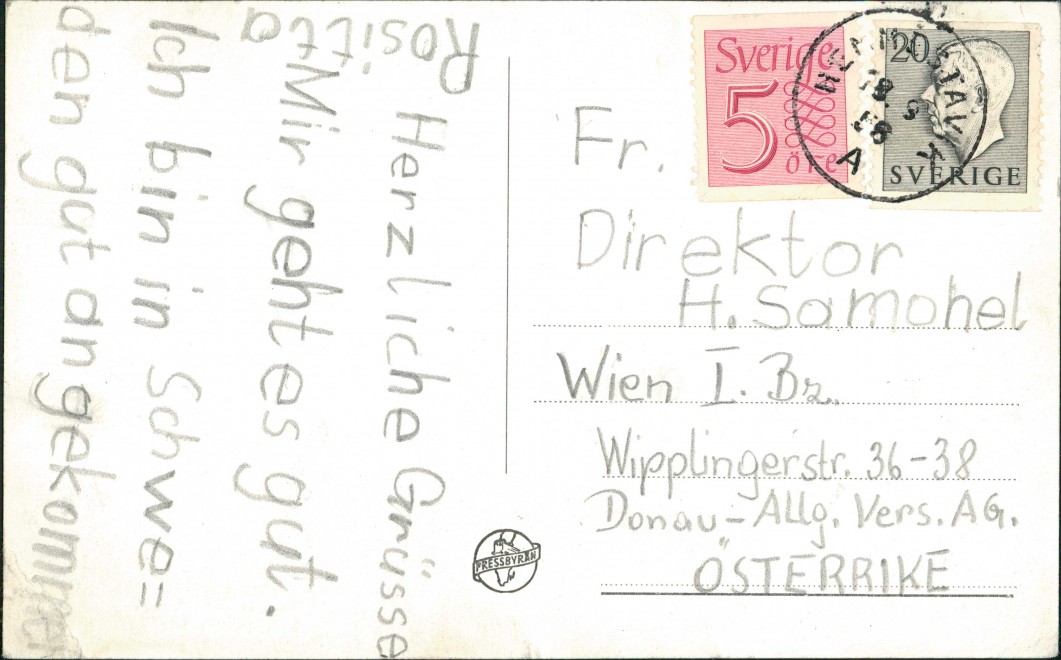 Herzliche Grüsse
Mir geht es gut.
Ich bin in Schwe=
den gut angekommen
Rositta
Sverige
5
öre
20
SVERIGE
A
Fr.
Direktor
H. Samohel
Wien I. Bz.
Wipplingerstr. 36-38
Donau-Allg. Vers. AG.
ÖSTERRIKE
PRESSBYRÅN